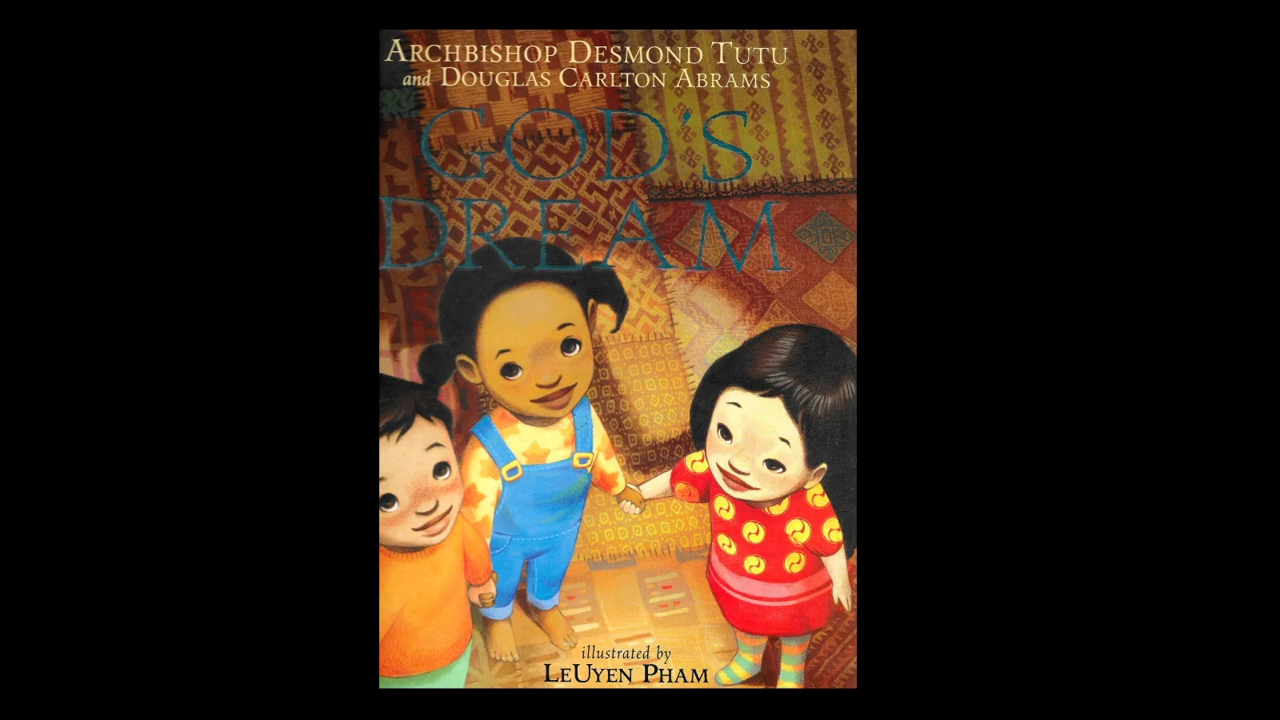 ARCHBISHOP DESMOND TUTU
and DOUGLAS CARLTON ABRAMS
GOD'S
DREAM
illustrated by
LEUYEN PHAM